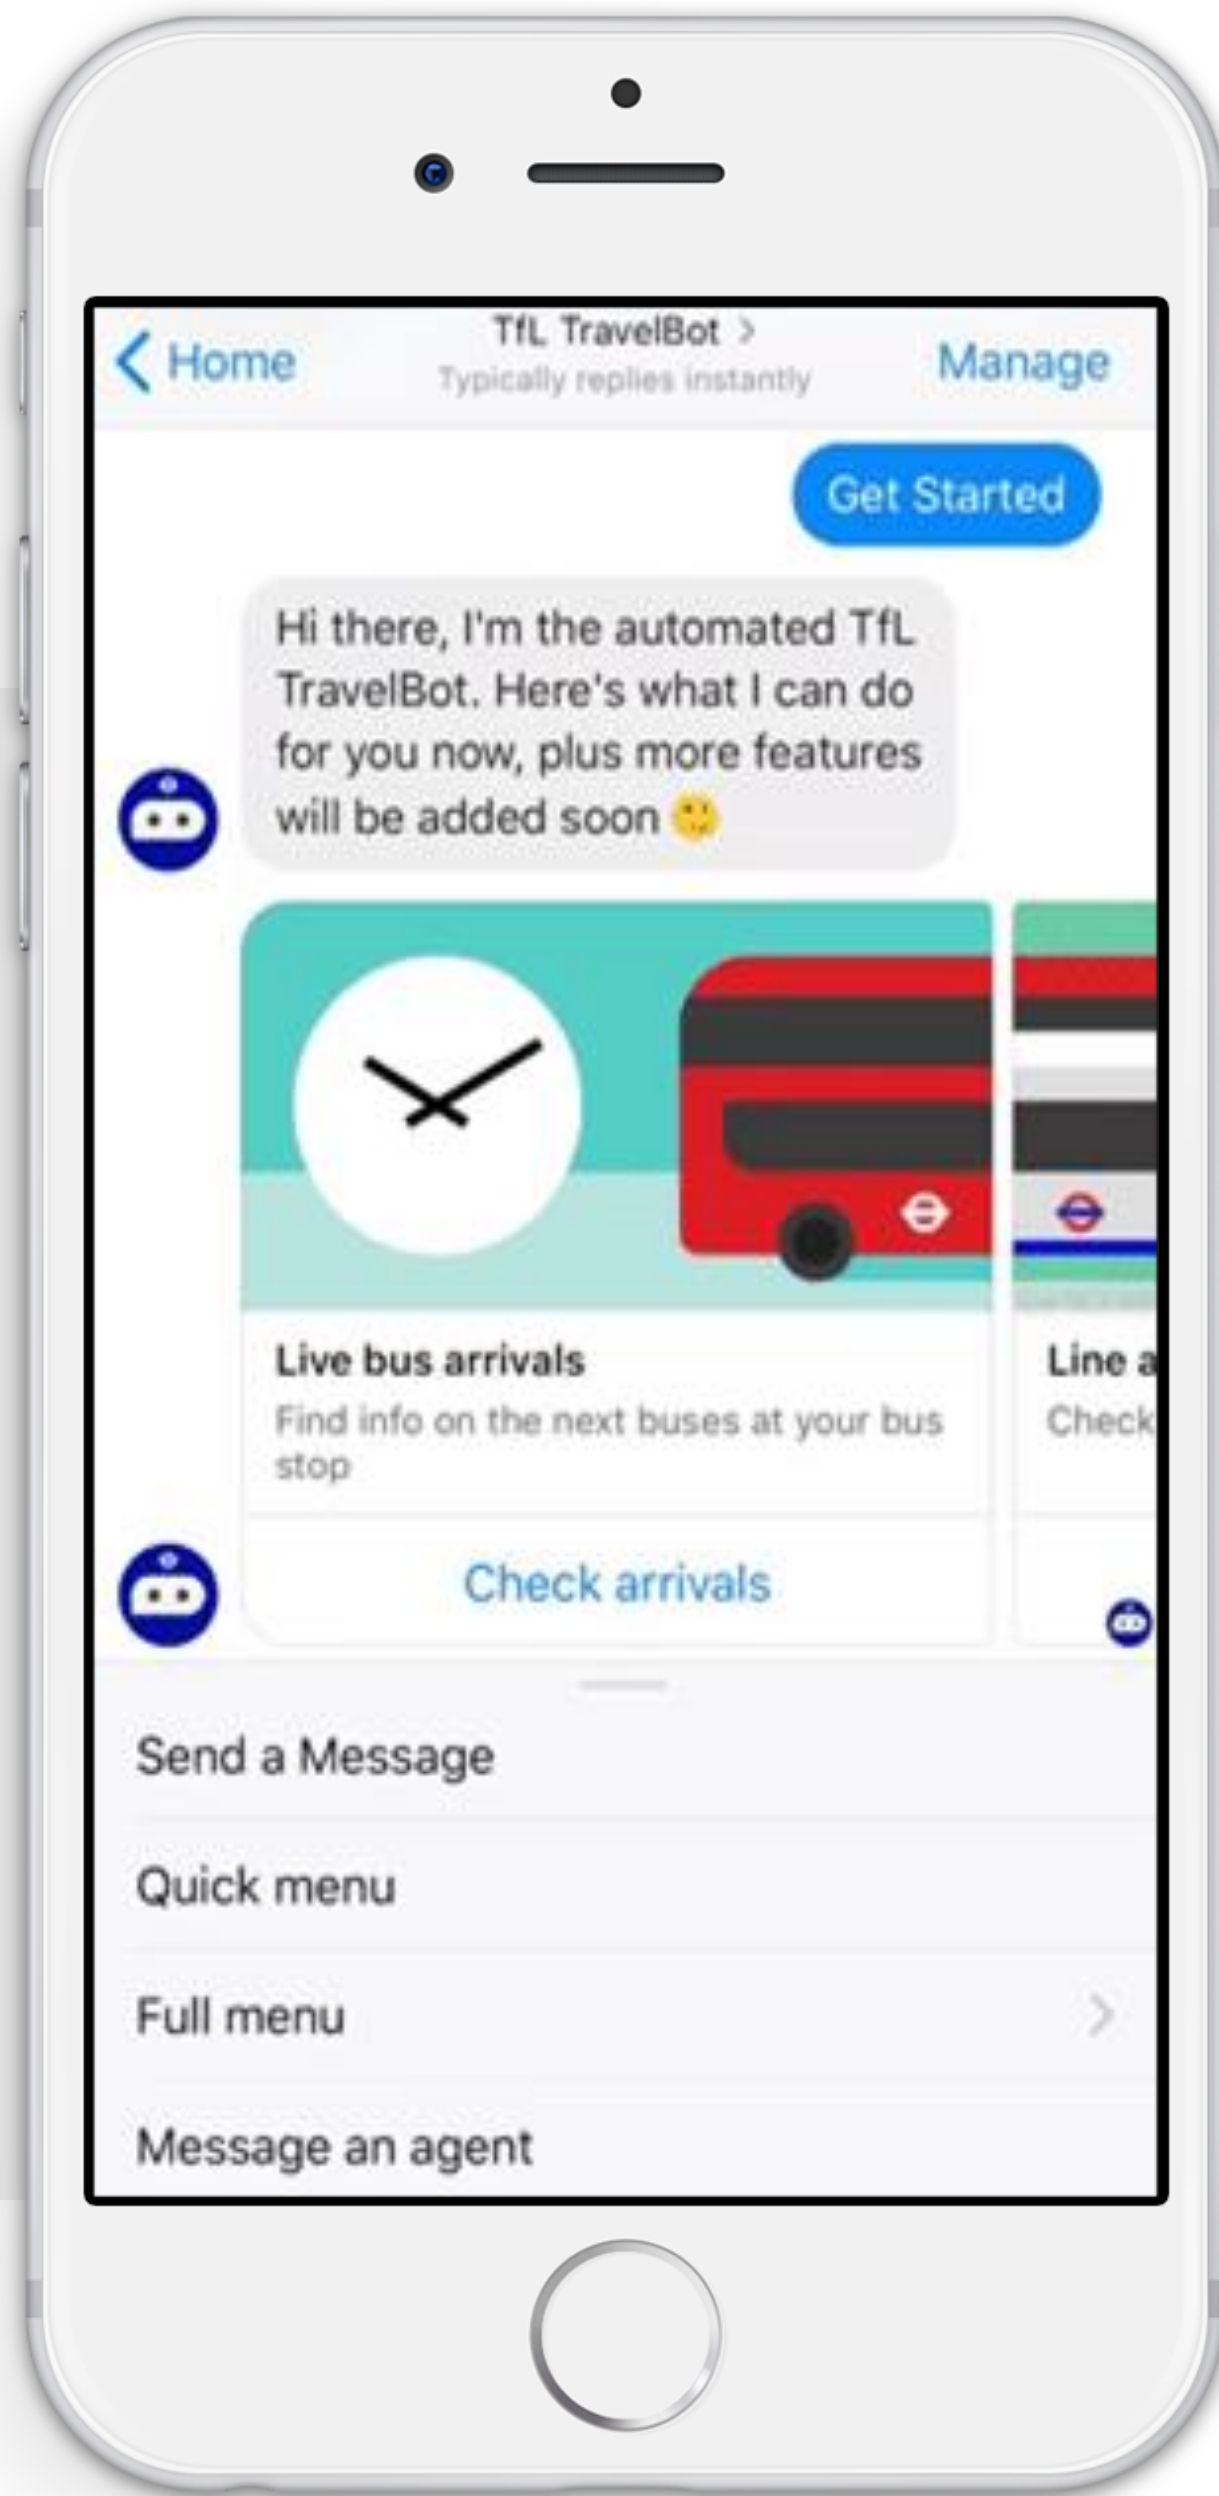 Home
TfL TravelBot >
Manage
Typically replies instantly
Get Started
Hi there, I'm the automated TfL
TravelBot. Here's what I can do
for you now, plus more features
will be added soon
Live bus arrivals
Find info on the next buses at your bus
stop
Check arrivals
Line a
Check
Send a Message
Quick menu
Full menu
Message an agent